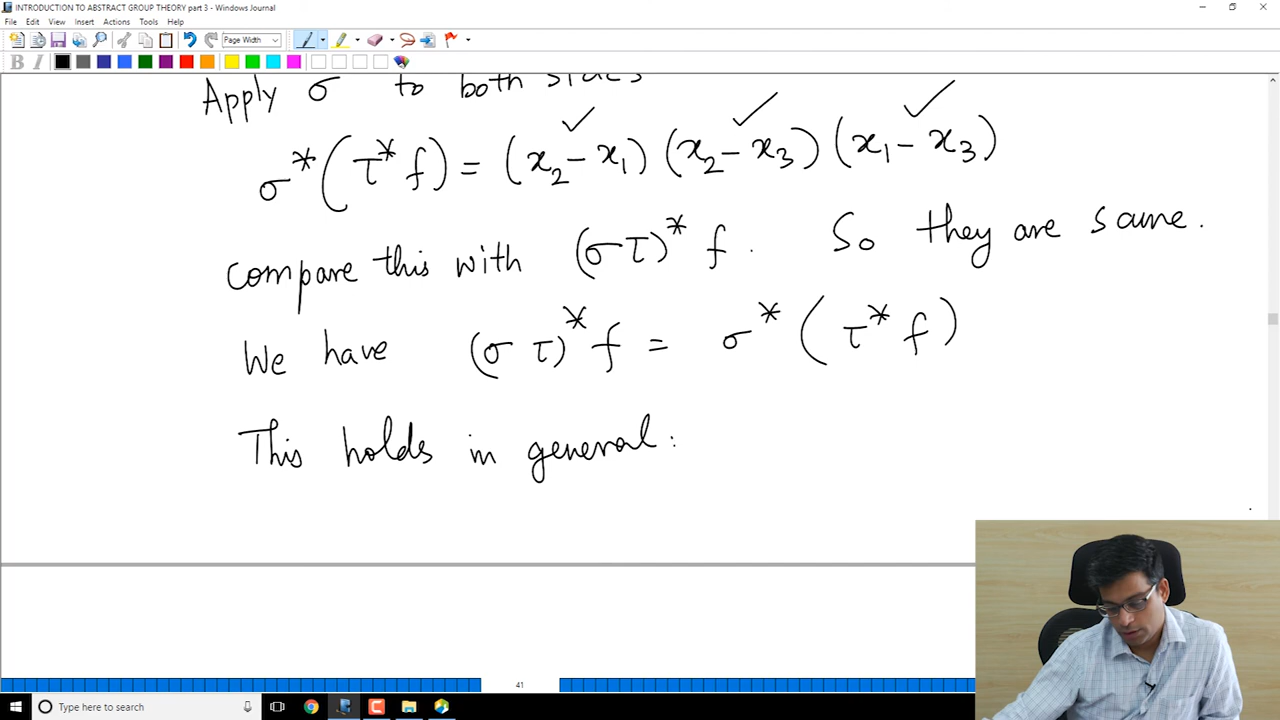 INTRODUCTION TO ABSTRACT GROUP THEORY part 3 - Windows Journal
File Edit View Insert Actions Tools Help
Page Width
B I
Apply σ to both sides
σ*(τ* f) = (x₂ - x₁) (x₂ - x₃) (x₁ - x₃)
Compare this with (στ)* f. So they are same.
We have (σ τ)* f = σ* (τ* f)
This holds in general:
41
Type here to search